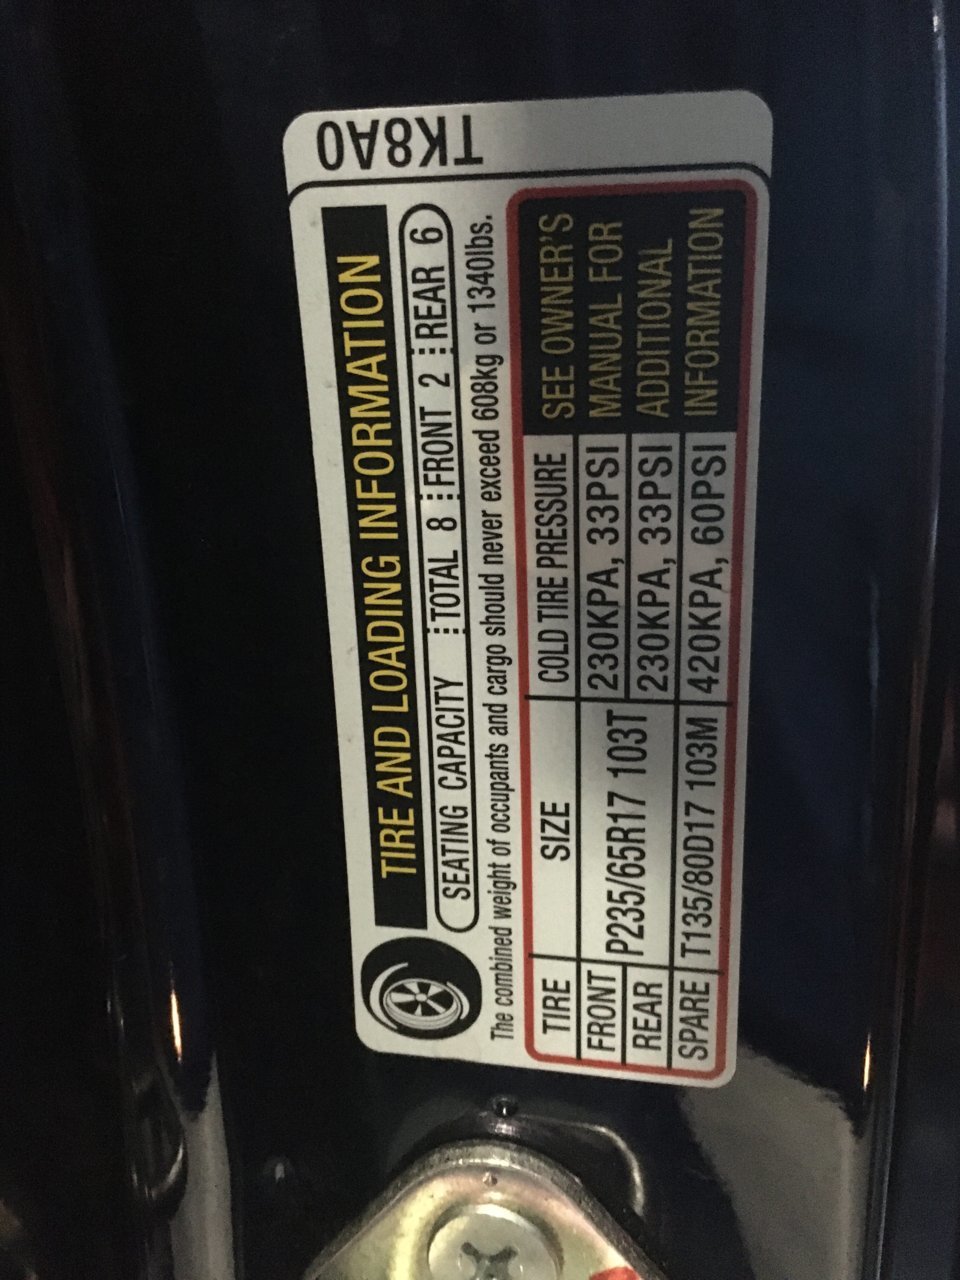 TIRE AND LOADING INFORMATION
SEATING CAPACITY TOTAL 8 FRONT 2 REAR 6
The combined weight of occupants and cargo should never exceed 608kg or 1340lbs.
TIRE SIZE COLD TIRE PRESSURE
FRONT P235/65R17 103T 230KPA, 33PSI
REAR 230KPA, 33PSI
SPARE T135/80D17 103M 420KPA, 60PSI
SEE OWNER'S
MANUAL FOR
ADDITIONAL
INFORMATION
TK8A0